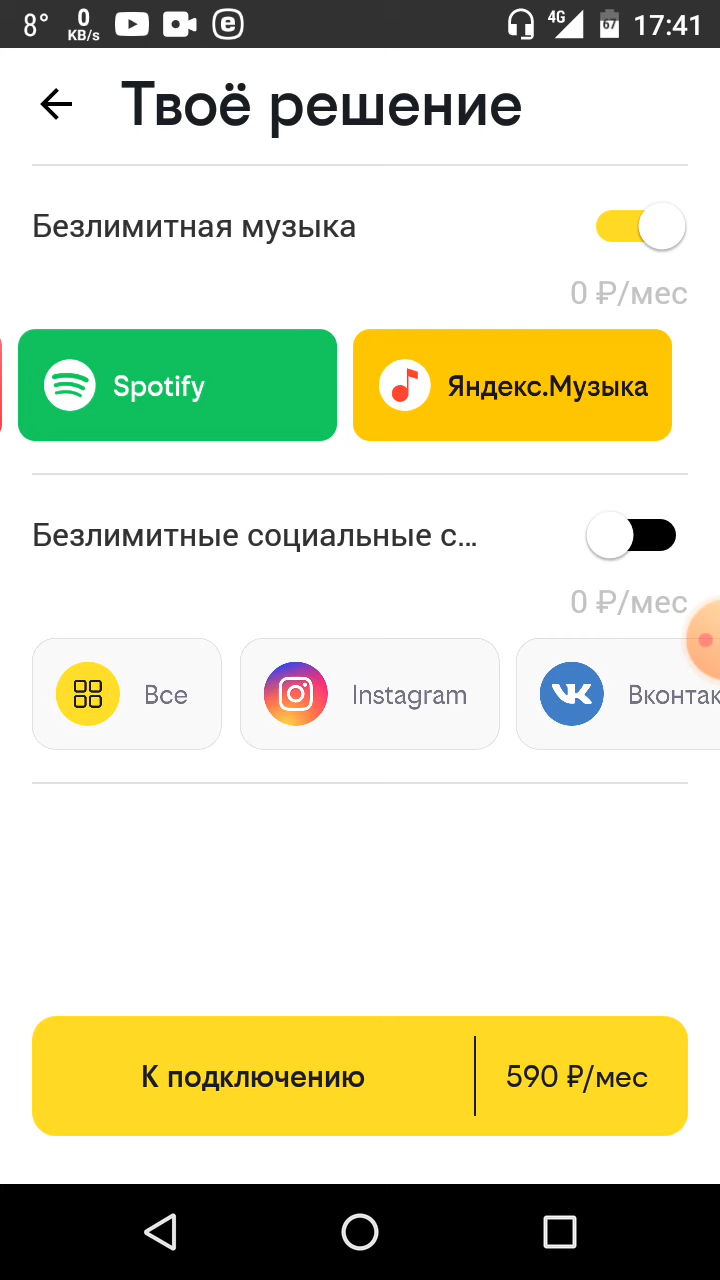 8° 0 KB/s 4G 67 17:41
Твоё решение
Безлимитная музыка
0 ₽/мес
Spotify Яндекс.Музыка
Безлимитные социальные с...
0 ₽/мес
Все Instagram Вконтак
К подключению 590 ₽/мес